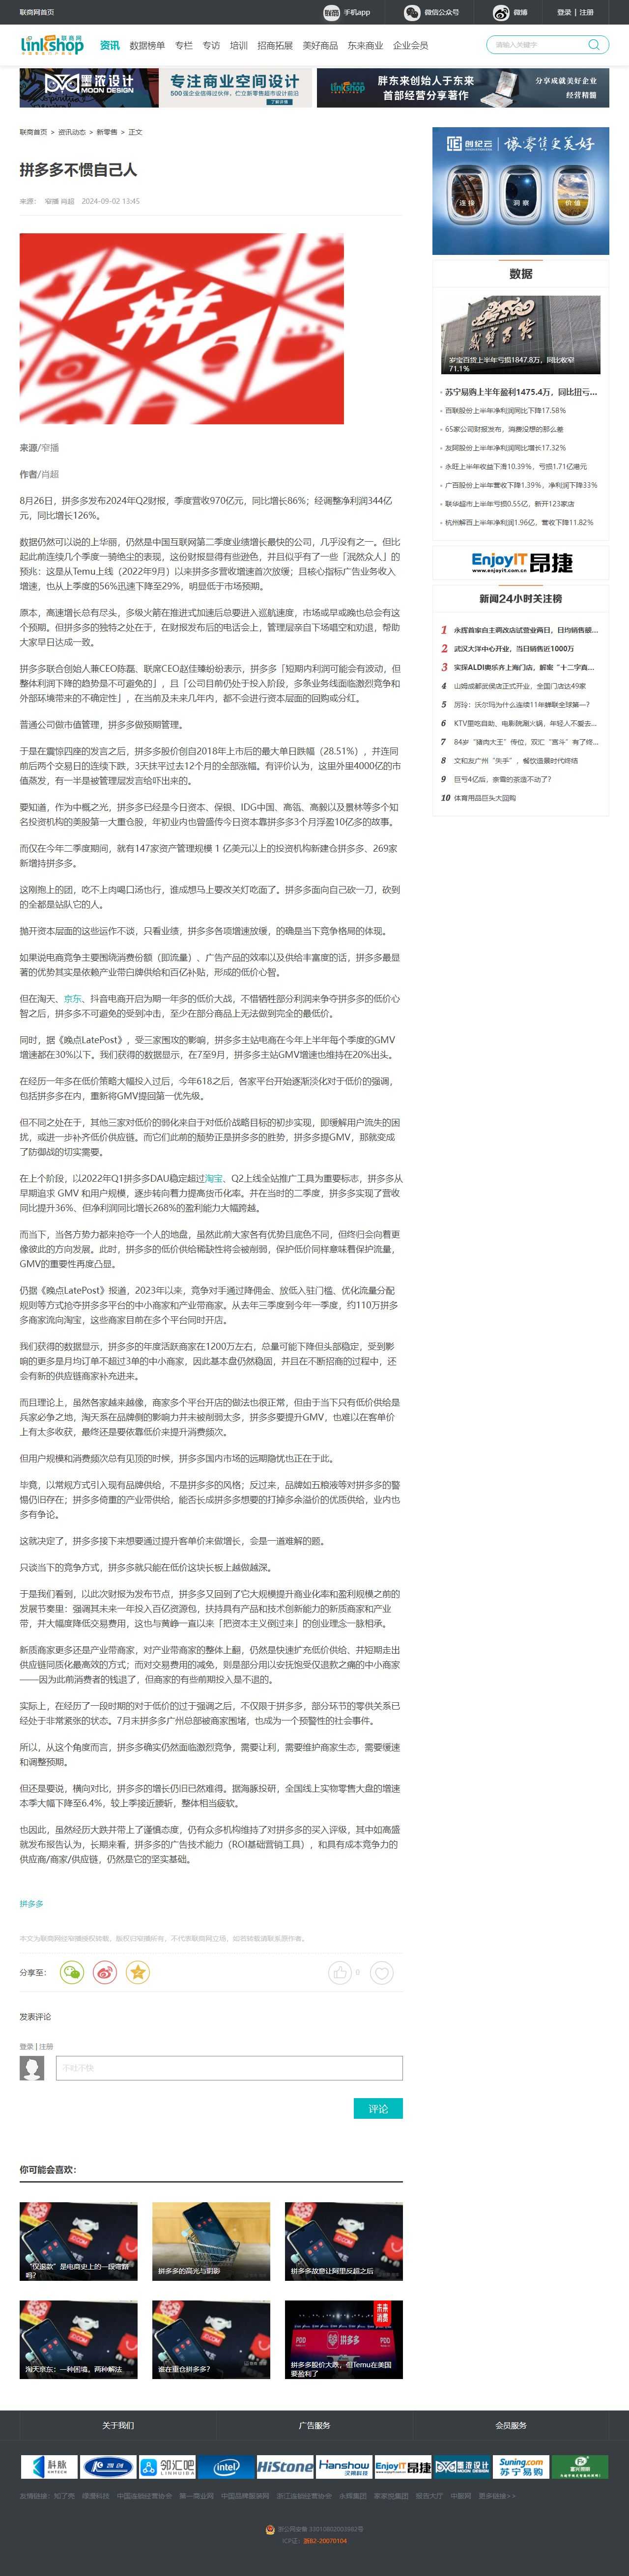 联商网首页
手机app
微信公众号
微博
登录 | 注册
linkshop 联商网
资讯 数据榜单 专栏 专访 培训 招商拓展 美好商品 东来商业 企业会员
请输入关键字
墨浓设计
MOON DESIGN
专注商业空间设计
胖东来创始人于东来
首部经营分享著作
分享成就美好企业
经营精髓
联商网首页 > 资讯动态 > 新零售 > 正文
拼多多不惯自己人
来源： 窄播 肖超 2024-09-02 13:45
拼
来源/窄播
作者/肖超
8月26日，拼多多发布2024年Q2财报，季度营收970亿元，同比增长86%；经调整净利润344亿
元，同比增长126%。
数据仍然可以说的上华丽，仍然是中国互联网第二季度业绩增长最快的公司，几乎没有之一。但比
起此前连续几个季度一骑绝尘的表现，这份财报显得有些逊色，并且似乎有了一些「泯然众人」的
预兆：这是从Temu上线（2022年9月）以来拼多多营收增速首次放缓；且核心指标广告业务收入
增速，也从上季度的56%迅速下降至29%，明显低于市场预期。
原本，高速增长总有尽头，多级火箭在推进式加速后总要进入巡航速度，市场或早或晚也总会有这
个预期。但拼多多的独特之处在于，在财报发布后的电话会上，管理层亲自下场唱空和劝退，帮助
大家早日达成一致。
拼多多联合创始人兼CEO陈磊、联席CEO赵佳臻纷纷表示，拼多多「短期内利润可能会有波动，但
整体利润下降的趋势是不可避免的」，且「公司目前仍处于投入阶段，多条业务线面临激烈竞争和
外部环境带来的不确定性」，在当前及未来几年内，都不会进行资本层面的回购或分红。
普通公司做市值管理，拼多多做预期管理。
于是在震惊四座的发言之后，拼多多股价创自2018年上市后的最大单日跌幅（28.51%），并连同
前后两个交易日的连续下跌，3天抹平过去12个月的全部涨幅。有评价认为，这里外里4000亿的市
值蒸发，有一半是被管理层发言给吓出来的。
要知道，作为中概之光，拼多多已经是今日资本、保银、IDG中国、高瓴、高毅以及景林等多个知
名投资机构的美股第一大重仓股，年初业内也曾盛传今日资本靠拼多多3个月浮盈10亿多的故事。
而仅在今年二季度期间，就有147家资产管理规模 1 亿美元以上的投资机构新建持拼多多、269家
新增持拼多多。
这刚抱上的团，吃不上肉喝口汤也行，谁成想马上要改关灯吃面了。拼多多面向自己砍一刀，砍到
的全都是站队它的人。
抛开资本层面的这些运作不谈，只看业绩，拼多多各项增速放缓，的确是当下竞争格局的体现。
如果说电商竞争主要围绕消费份额（即流量）、广告产品的效率以及供给丰富度的话，拼多多最显
著的优势其实是依赖产业带白牌供给和百亿补贴，形成的低价心智。
但在淘天、京东、抖音电商开启为期一年多的低价大战，不惜牺牲部分利润来争夺拼多多的低价心
智之后，拼多多不可避免的受到冲击，至少在部分商品上无法做到完全的最低价。
同时，据《晚点LatePost》，受三家围攻的影响，拼多多主站电商在今年上半年每个季度的GMV
增速都在30%以下。我们获得的数据显示，在7至9月，拼多多主站GMV增速也维持在20%出头。
在经历一年多在低价策略大幅投入过后，今年618之后，各家平台开始逐渐淡化对于低价的强调，
包括拼多多在内，重新将GMV提回第一优先级。
但不同之处在于，其他三家对低价的弱化来自于对低价战略目标的初步实现，即缓解用户流失的困
扰，或进一步补齐低价供应链。而它们此前的颓势正是拼多多的胜势，拼多多提GMV，那就变成
了防御战的切实需要。
在上个阶段，以2022年Q1拼多多DAU稳定超过淘宝、Q2上线全站推广工具为重要标志，拼多多从
早期追求 GMV 和用户规模，逐步转向着力提高货币化率。并在当时的二季度，拼多多实现了营收
同比提升36%、但净利润同比增长268%的盈利能力大幅跨越。
而当下，当各方势力都来抢夺一个人的地盘，虽然此前大家各有优势且底色不同，但终归会向着更
像彼此的方向发展。此时，拼多多的低价供给稀缺性将会被削弱，保护低价同样意味着保护流量，
GMV的重要性再度凸显。
仍据《晚点LatePost》报道，2023年以来，竞争对手通过降佣金、放低入驻门槛、优化流量分配
规则等方式抢夺拼多多平台的中小商家和产业带商家。从去年三季度到今年一季度，约110万拼多
多商家流向淘宝，这些商家目前在多个平台同时开店。
我们获得的数据显示，拼多多的年度活跃商家在1200万左右，总量可能下降但头部稳定，受到影
响的更多是月均订单不超过3单的中小商家，因此基本盘仍然稳固，并且在不断招商的过程中，还
会有新的供应链商家补充进来。
而且理论上，虽然各家越来越像，商家多个平台开店的做法也很正常，但由于当下只有低价供给是
兵家必争之地，淘天系在品牌侧的影响力并未被削弱太多，拼多多要提升GMV，也难以在客单价
上有太多收获，最终还是要依靠低价来提升消费频次。
但用户规模和消费频次总有见顶的时候，拼多多国内市场的远期隐忧也正在于此。
毕竟，以常规方式引入现有品牌供给，不是拼多多的风格；反过来，品牌如五粮液等对拼多多的警
惕仍旧存在；拼多多倚重的产业带供给，能否长成拼多多想要的打掉多余溢价的优质供给，业内也
多有争论。
这就决定了，拼多多接下来想要通过提升客单价来做增长，会是一道难解的题。
只谈当下的竞争方式，拼多多就只能在低价这块长板上越做越深。
于是我们看到，以此次财报为发布节点，拼多多又回到了它大规模提升商业化率和盈利规模之前的
发展节奏里：强调其未来一年投入百亿资源包，扶持具有产品和技术创新能力的新质商家和产业
带，并大幅度降低交易费用，这也与黄峥一直以来「把资本主义倒过来」的创业理念一脉相承。
新质商家更多还是产业带商家，对产业带商家的整体上翻，仍然是快速扩充低价供给、并短期走出
供应链同质化最高效的方式；而对交易费用的减免，则是部分用以安抚饱受仅退款之痛的中小商家
——因为此前消费者的钱退了，但商家的有些前期投入是不退的。
实际上，在经历了一段时期的对于低价的过于强调之后，不仅限于拼多多，部分环节的零供关系已
经处于非常紧张的状态。7月末拼多多广州总部被商家围堵，也成为一个预警性的社会事件。
所以，从这个角度而言，拼多多确实仍然面临激烈竞争，需要让利，需要维护商家生态，需要缓速
和调整预期。
但还是要说，横向对比，拼多多的增长仍旧已然难得。据海豚投研，全国线上实物零售大盘的增速
本季大幅下降至6.4%，较上季接近腰斩，整体相当疲软。
也因此，虽然经历大跌并带上了谨慎态度，仍有众多机构维持了对拼多多的买入评级，其中如高盛
就发布报告认为，长期来看，拼多多的广告技术能力（ROI基础营销工具），和具有成本竞争力的
供应商/商家/供应链，仍然是它的坚实基础。
拼多多
本文为联商网经窄播授权转载，版权归窄播所有，不代表联商网立场，如若转载请联系原作者。
分享至：
0
发表评论
登录 | 注册
不吐不快
评论
你可能会喜欢：
“仅退款”是电商史上的一段弯路吗？
拼多多的高光与阴影
拼多多故意让阿里反超之后
淘天京东：一种困境，两种解法
谁在重仓拼多多？
拼多多股价大跌，但Temu在美国
要盈利了
创纪云
让零售更美好
连接
洞察
价值
数据
岁宝百货上半年亏损1847.8万，同比收窄
71.1%
苏宁易购上半年盈利1475.4万，同比扭亏...
百联股份上半年净利润同比下降17.58%
65家公司财报发布，消费没想的那么差
友阿股份上半年净利润同比增长17.32%
永旺上半年收益下滑10.39%，亏损1.71亿港元
广百股份上半年营收下降1.39%，净利润下降33%
联华超市上半年亏损0.55亿，新开123家店
杭州解百上半年净利润1.96亿，营收下降11.82%
EnjoyIT 昂捷
www.enjoyit.com.cn
新闻24小时关注榜
1 永辉首家自主调改店试营业两日，日均销售额...
2 武汉大洋中心开业，当日销售近1000万
3 实探ALDI奥乐齐上海门店，解案“十二字真...
4 山姆成都武侯店正式开业，全国门店达49家
5 厉玲：沃尔玛为什么连续11年蝉联全球第一？
6 KTV里吃自助、电影院涮火锅，年轻人不爱去...
7 84岁“猪肉大王”传位，双汇“宫斗”有了终...
8 文和友广州“失手”，餐饮造景时代终结
9 巨亏4亿后，奈雪的茶造不动了？
10 体育用品巨头大回购
关于我们
广告服务
会员服务
科脉
邻汇吧
LINHUIBA
intel
HiStone
Hanshow
汉朔科技
EnjoyIT 昂捷
墨浓设计
Suning.com
苏宁易购
富兴照明
浙公网安备 33010802003962号
ICP证：浙B2-20070104